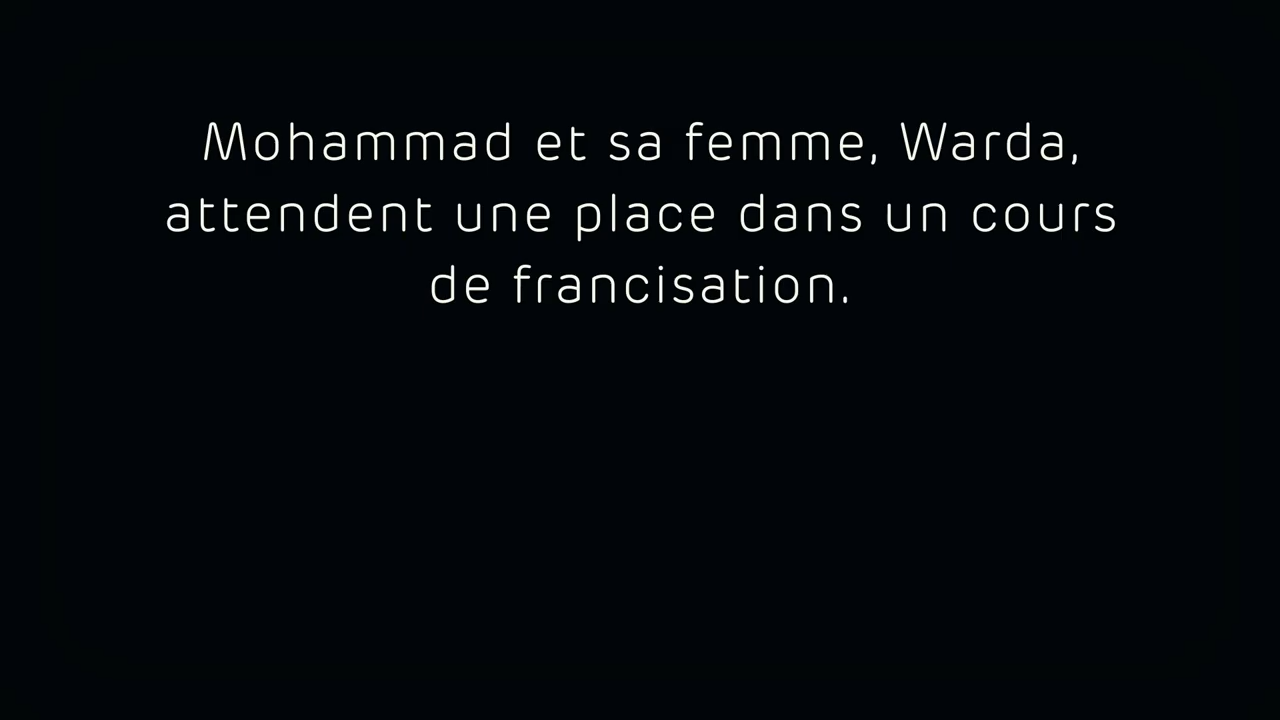 Mohammad et sa femme, Warda,
attendent une place dans un cours
de francisation.